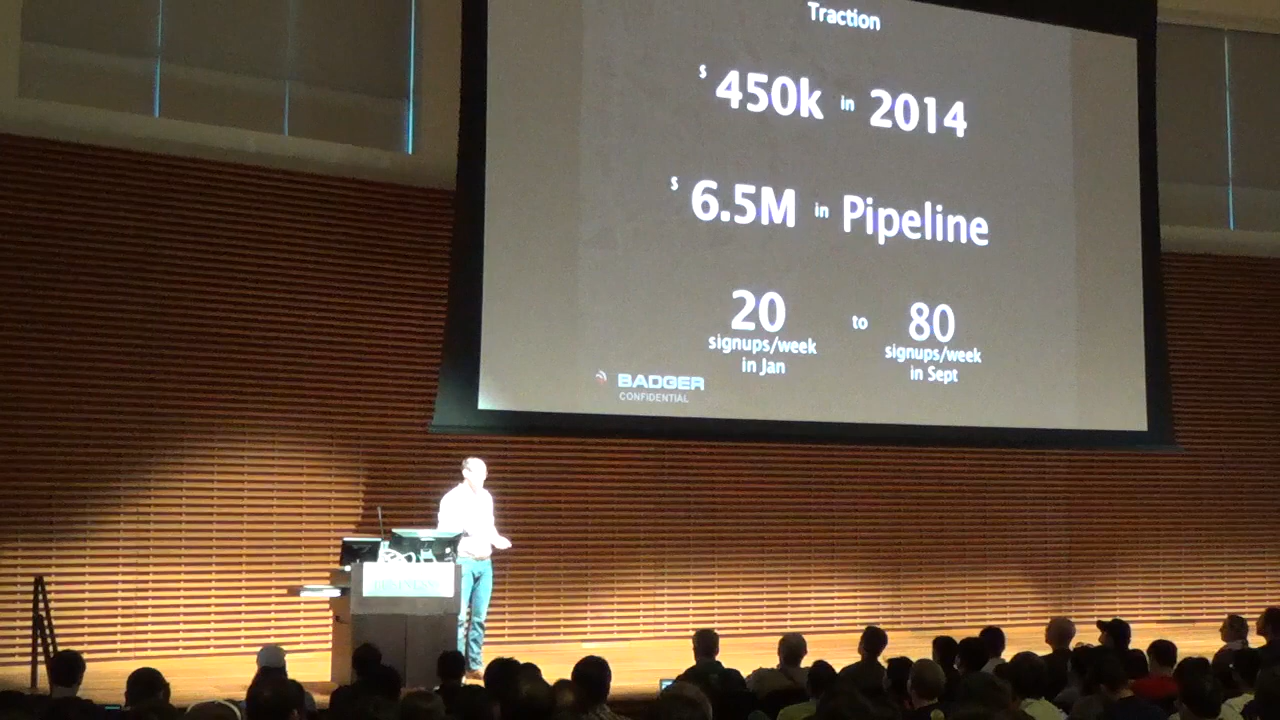 Traction
$ 450k in 2014
$ 6.5M in Pipeline
20 to 80
signups/week signups/week
in Jan in Sept
BADGER
CONFIDENTIAL